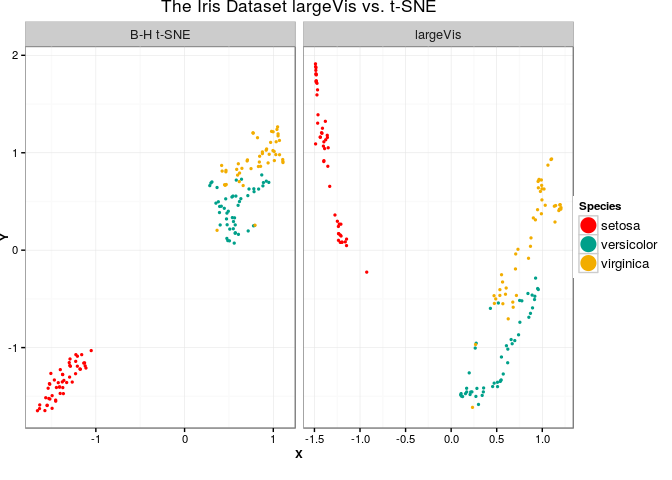 The Iris Dataset largeVis vs. t-SNE
B-H t-SNE
largeVis
2
1
0
-1
Y
-1
0
1
-1.5
-1.0
-0.5
0.0
0.5
1.0
x
Species
setosa
versicolor
virginica